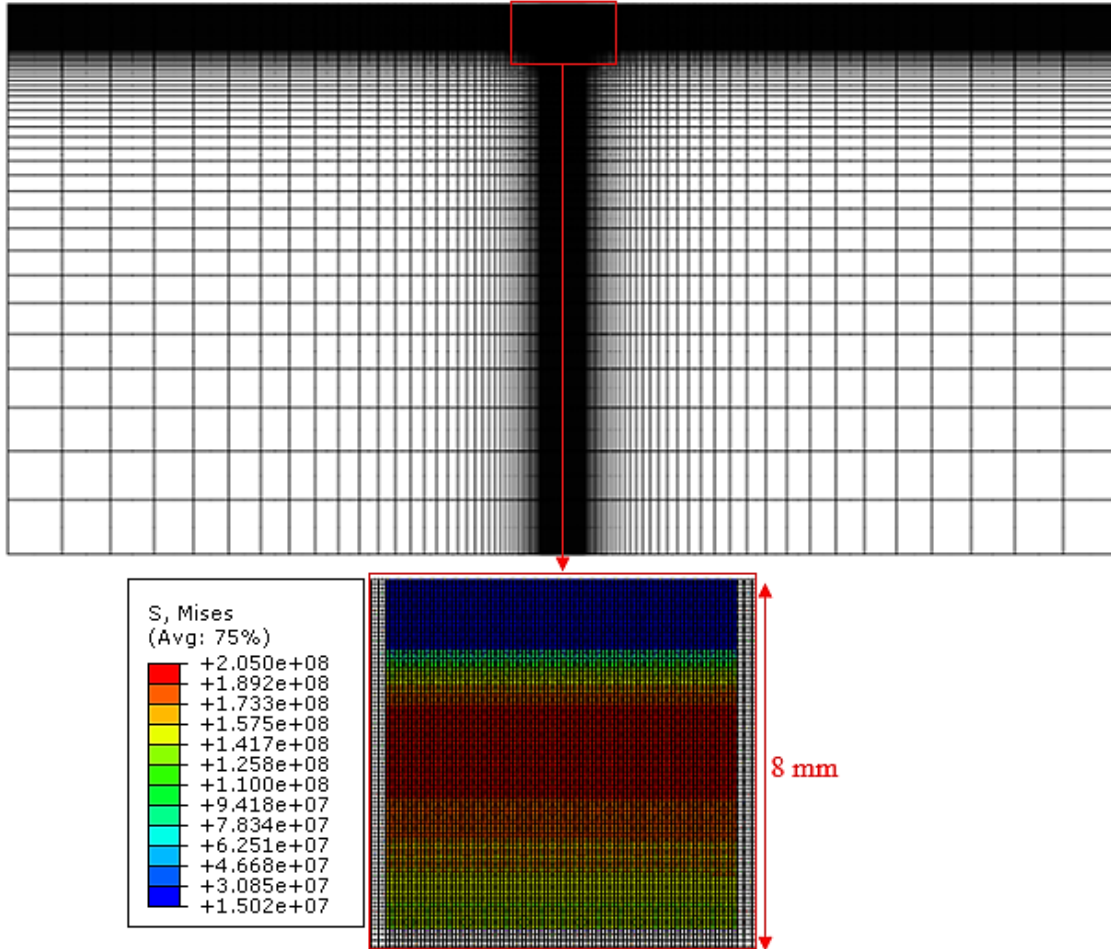 S, Mises
(Avg: 75%)
+2.050e+08
+1.892e+08
+1.733e+08
+1.575e+08
+1.417e+08
+1.258e+08
+1.100e+08
+9.418e+07
+7.834e+07
+6.251e+07
+4.668e+07
+3.085e+07
+1.502e+07
8 mm